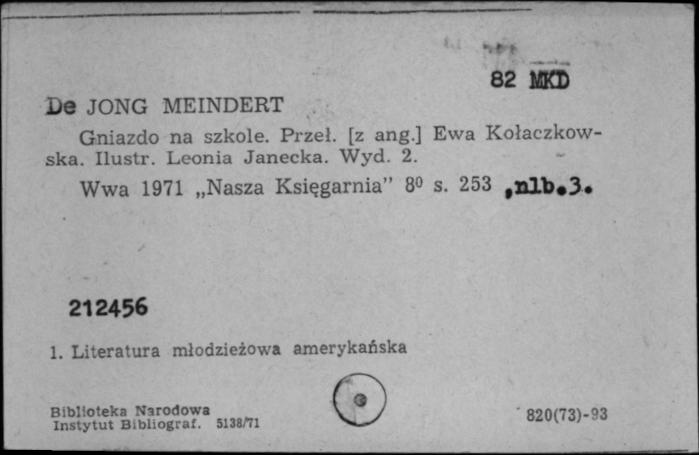 82 MKD
De JONG MEINDERT
Gniazdo na szkole. Przeł. [z ang.] Ewa Kołaczkow-
ska. Ilustr. Leonia Janecka. Wyd. 2.
Wwa 1971 „Nasza Księgarnia” 8⁰ s. 253 ,nlb.3.
212456
1. Literatura młodzieżowa amerykańska
Biblioteka Narodowa
Instytut Bibliograf. 5138/71
820(73)-93